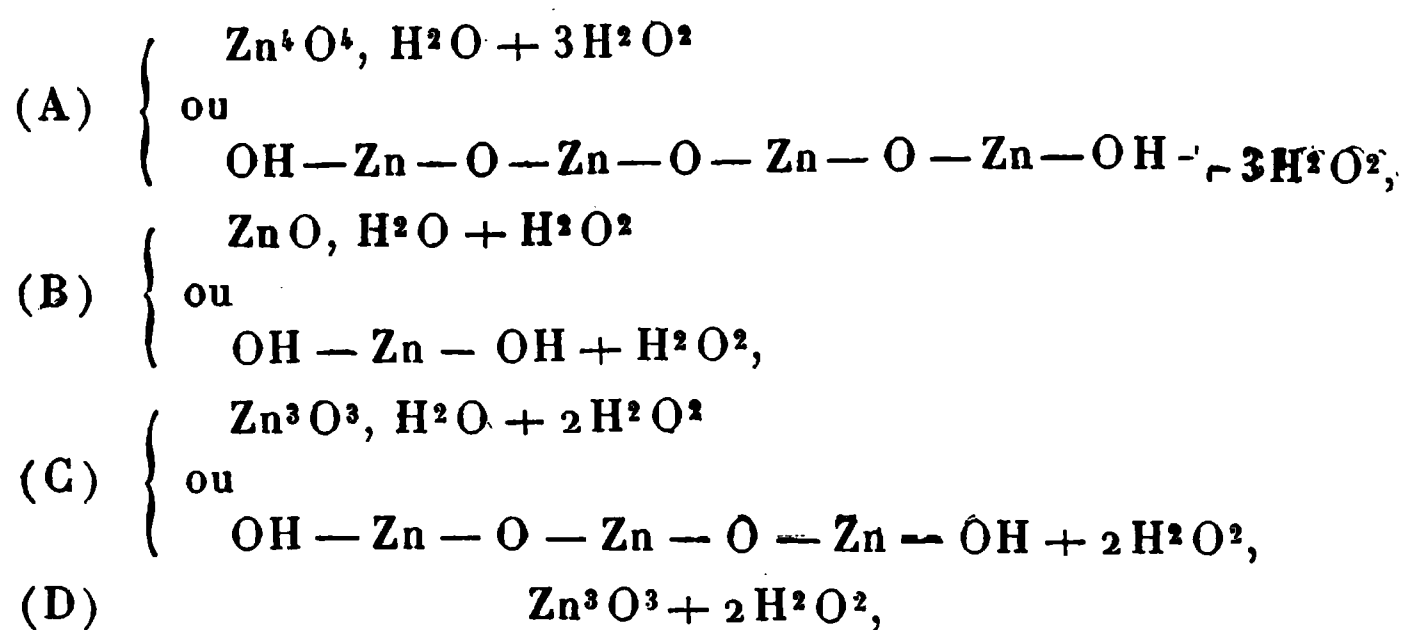 Zn⁴O⁴, H²O + 3H²O²
(A) { ou
OH — Zn — O — Zn — O — Zn — O — Zn — OH - 3H²O²,
ZnO, H²O + H²O²
(B) { ou
OH — Zn — OH + H²O²,
Zn³O³, H²O + 2H²O²
(C) { ou
OH — Zn — O — Zn — O — Zn — OH + 2H²O²,
(D) Zn³O³ + 2H²O²,